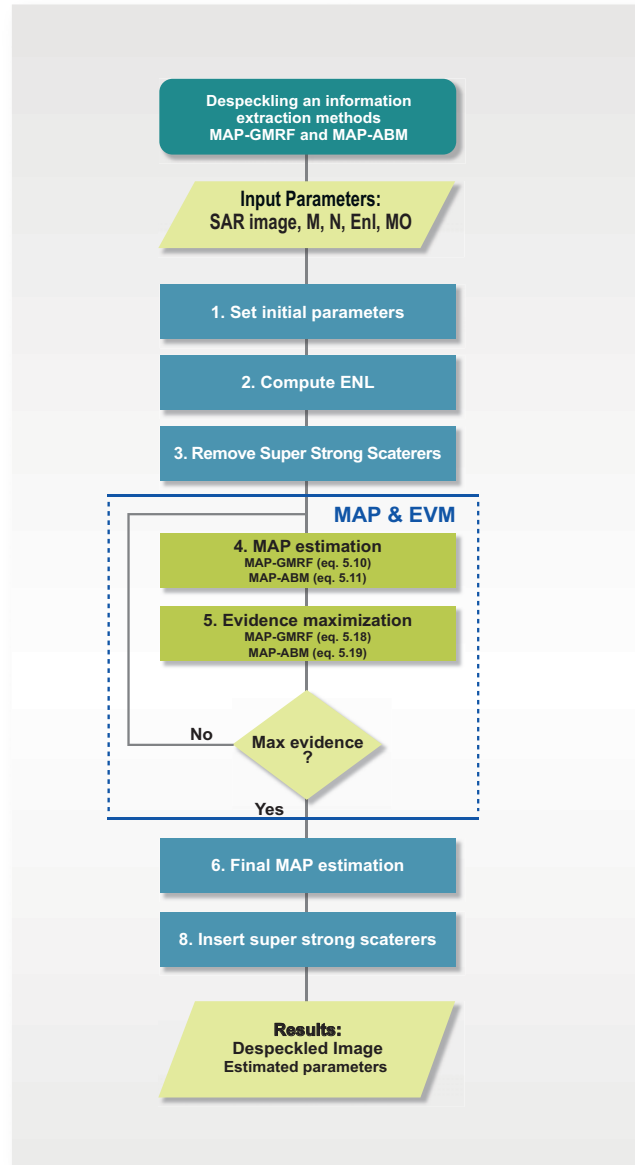 Despeckling an information
extraction methods
MAP-GMRF and MAP-ABM
Input Parameters:
SAR image, M, N, Enl, MO
1. Set initial parameters
2. Compute ENL
3. Remove Super Strong Scaterers
MAP & EVM
4. MAP estimation
MAP-GMRF (eq. 5.10)
MAP-ABM (eq. 5.11)
5. Evidence maximization
MAP-GMRF (eq. 5.18)
MAP-ABM (eq. 5.19)
No
Max evidence
?
Yes
6. Final MAP estimation
8. Insert super strong scaterers
Results:
Despeckled Image
Estimated parameters